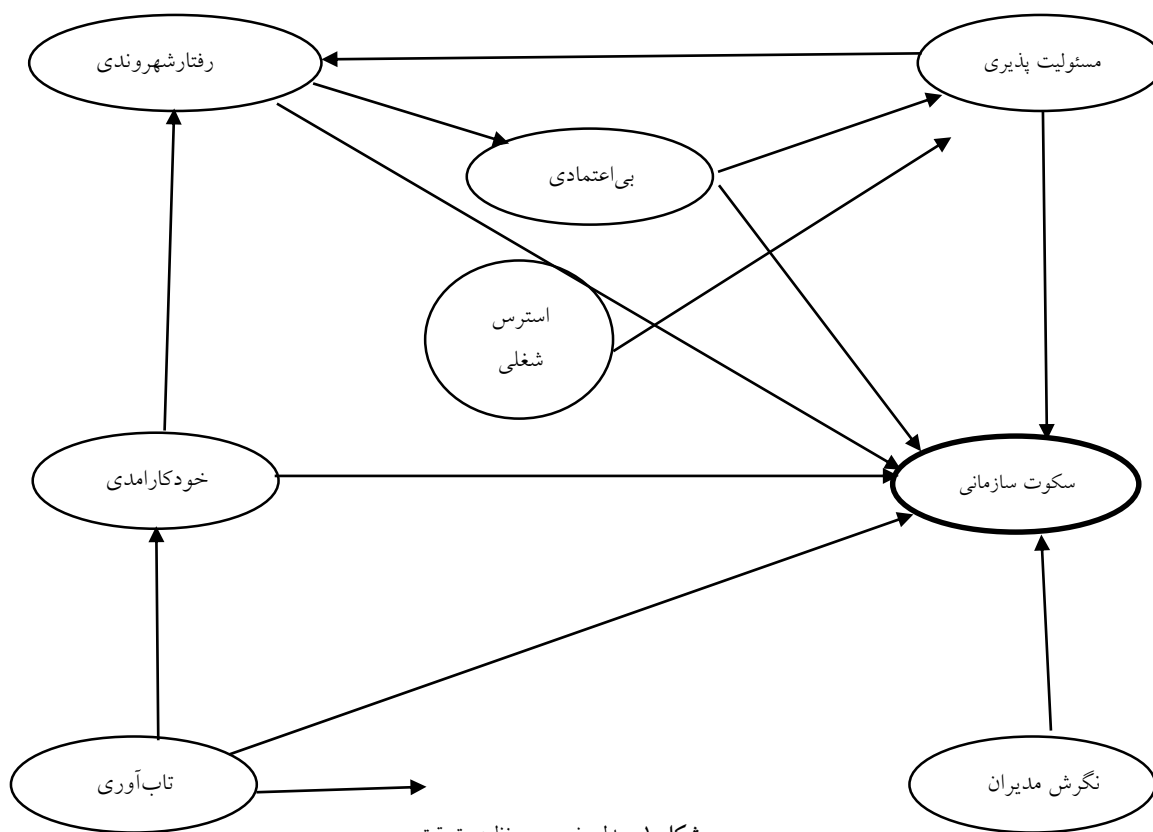 مسئولیت پذیری
رفتارشهروندی
بی‌اعتمادی
استرس
شغلی
سکوت سازمانی
خودکارامدی
نگرش مدیران
تاب‌آوری